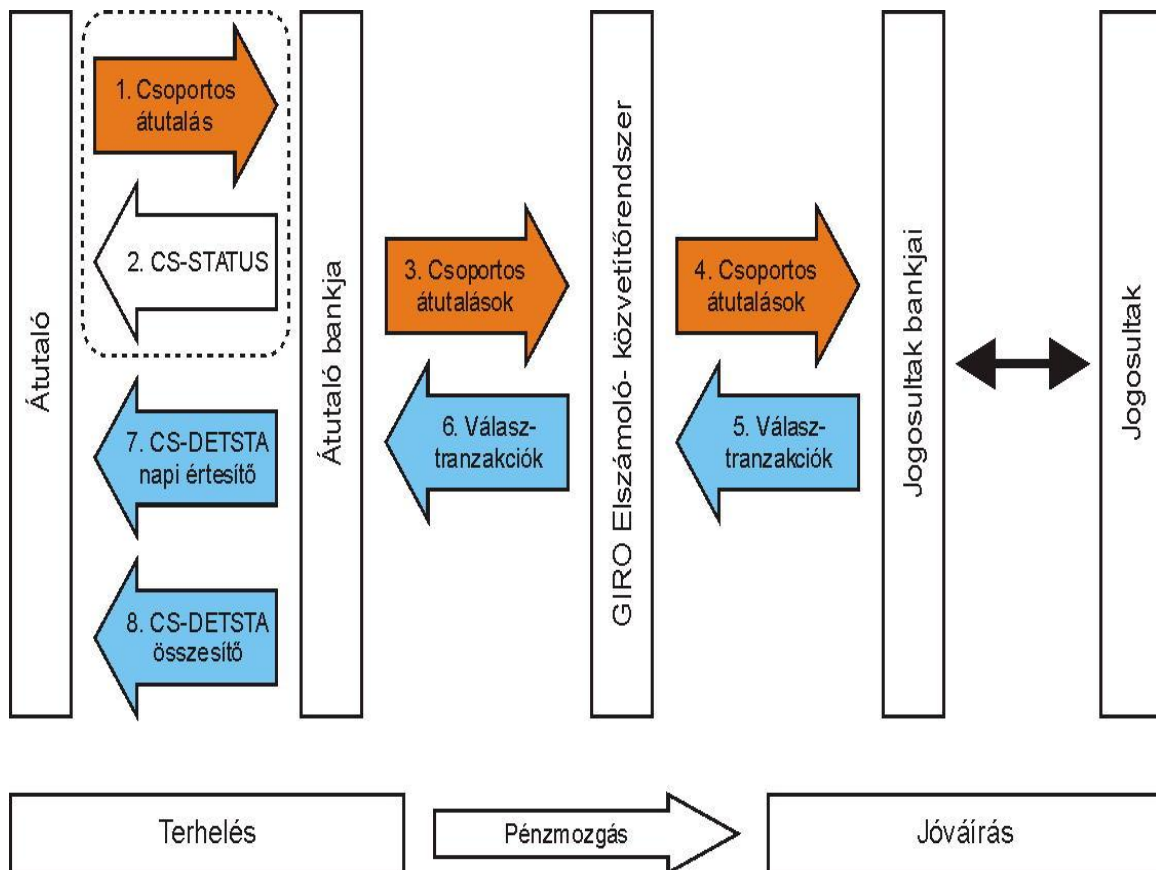 Átutaló
1. Csoportos
átutalás
2. CS-STATUS
7. CS-DETSTA
napi értesítő
8. CS-DETSTA
összesítő
Átutaló bankja
3. Csoportos
átutalások
6. Válasz-
tranzakciók
GIRO Elszámoló- közvetítőrendszer
4. Csoportos
átutalások
5. Válasz-
tranzakciók
Jogosultak bankjai
Jogosultak
Terhelés
Pénzmozgás
Jóváírás